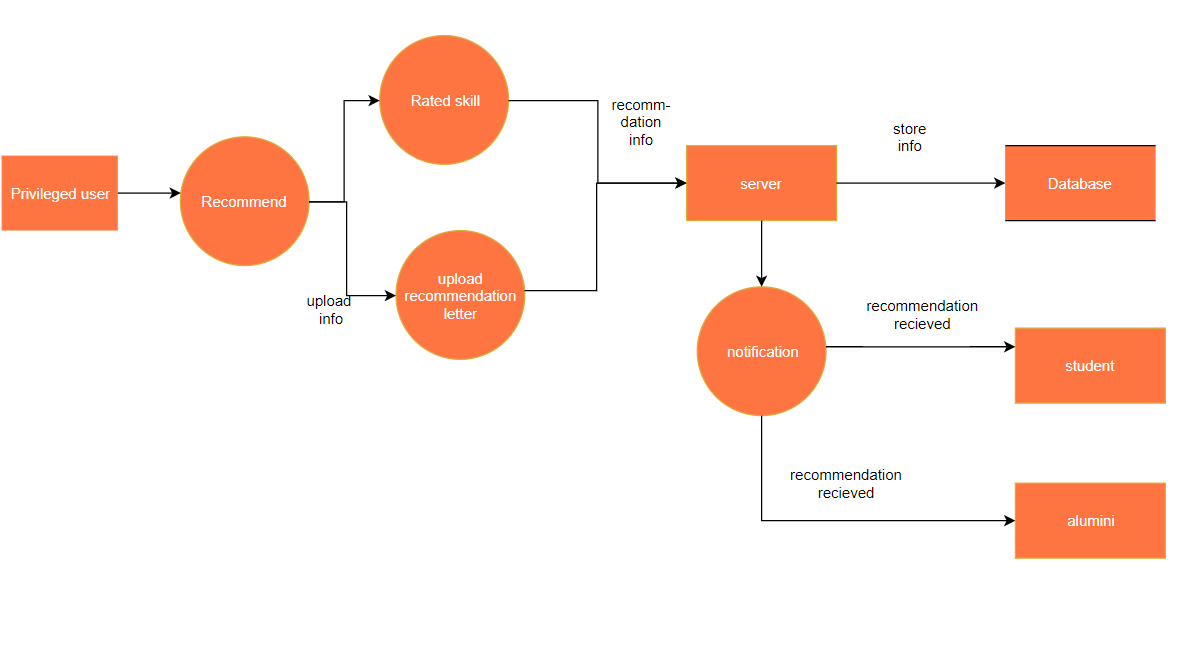 Rated skill
recomm-
dation
info
store
info
Privileged user
Recommend
server
Database
upload
info
upload
recommendation
letter
recommendation
recieved
notification
student
recommendation
recieved
alumini